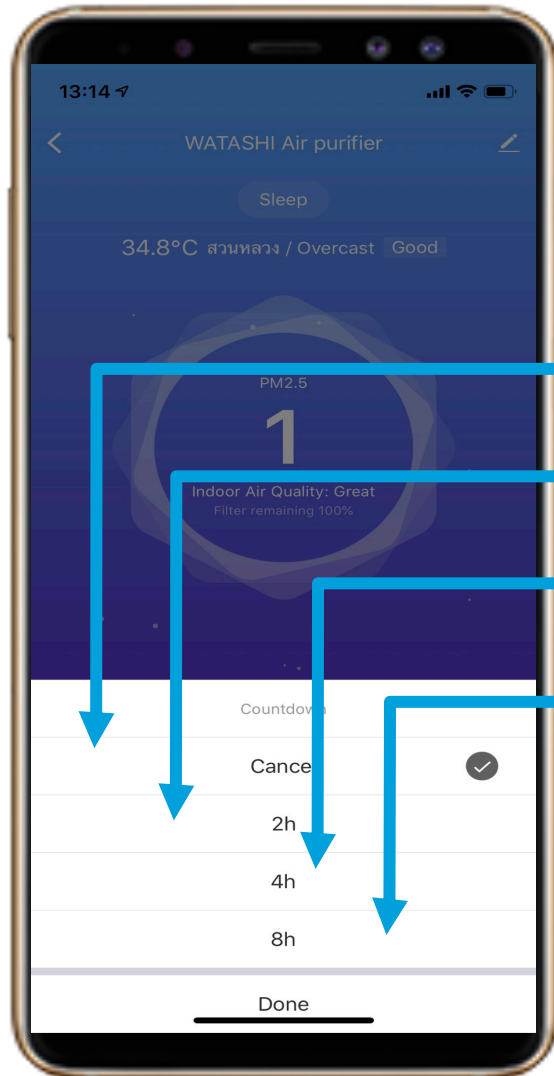 13:14
WATASHI Air purifier
Sleep
34.8°C สวนหลวง / Overcast Good
PM2.5
1
Indoor Air Quality: Great
Filter remaining 100%
Countdown
Cancel
2h
4h
8h
Done